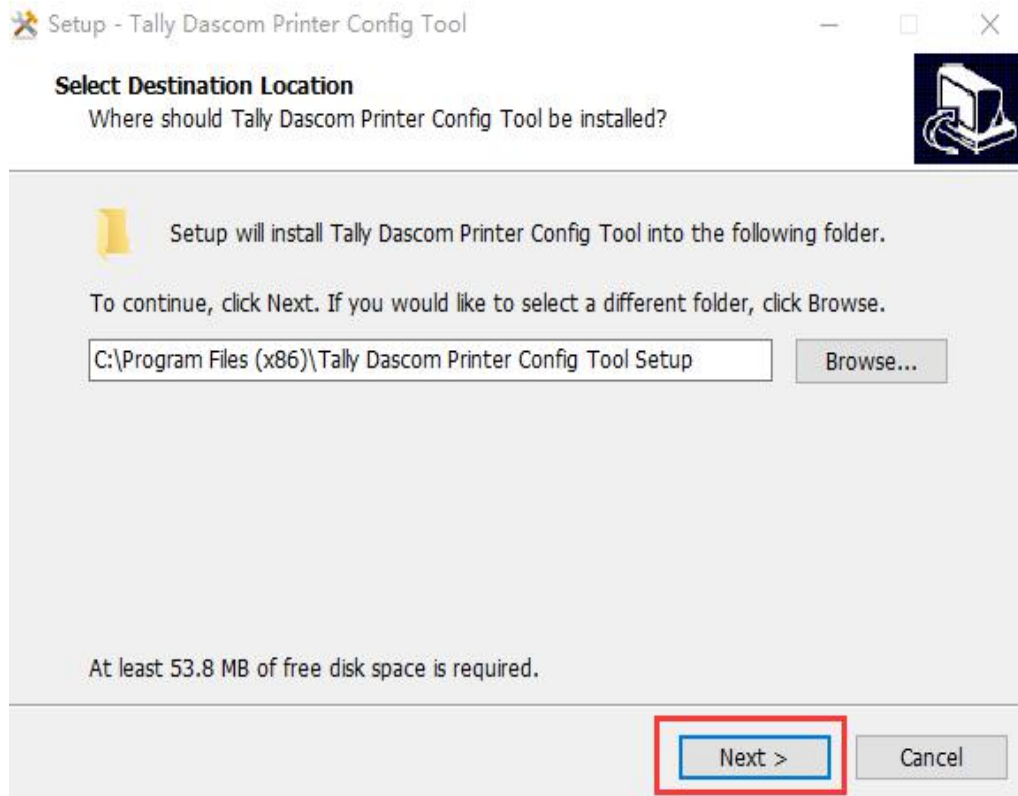 Setup - Tally Dascom Printer Config Tool
Select Destination Location
Where should Tally Dascom Printer Config Tool be installed?
Setup will install Tally Dascom Printer Config Tool into the following folder.
To continue, click Next. If you would like to select a different folder, click Browse.
C:\Program Files (x86)\Tally Dascom Printer Config Tool Setup
Browse...
At least 53.8 MB of free disk space is required.
Next >
Cancel